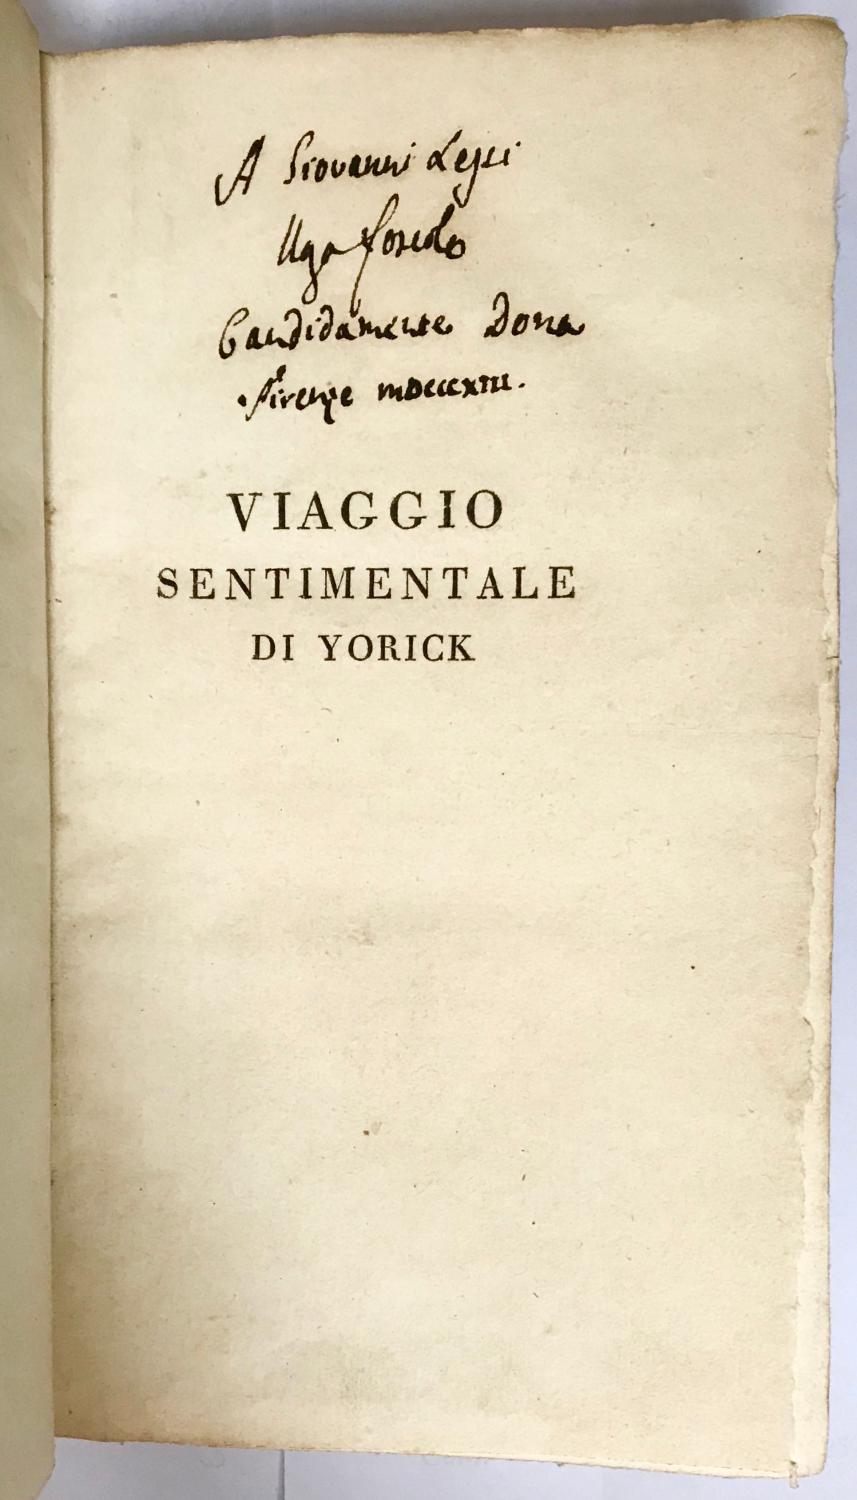 A Giovanni Lessi
Ugo Foscolo
Candidamente Dona
Firenze MDCCCXIII.
VIAGGIO
SENTIMENTALE
DI YORICK